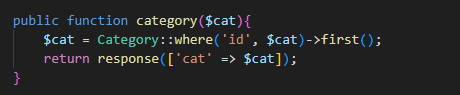 public function category($cat){
    $cat = Category::where('id', $cat)->first();
    return response(['cat' => $cat]);
}